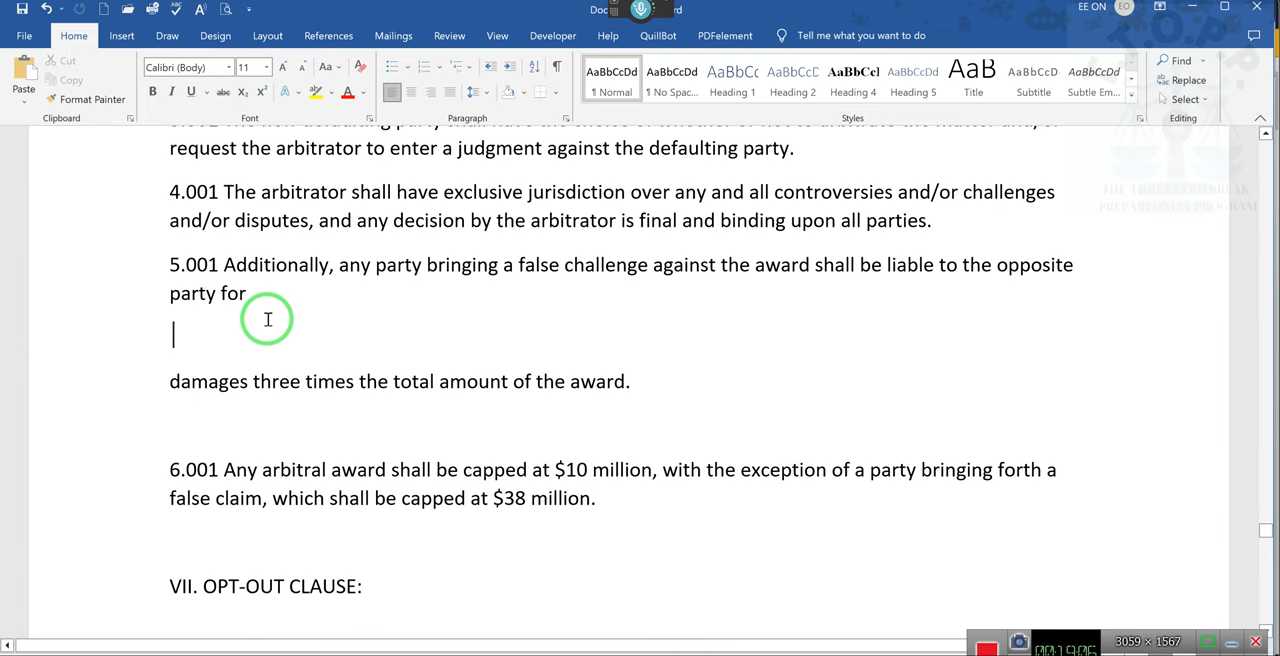 EE ON EO
File Home Insert Draw Design Layout References Mailings Review View Developer Help QuillBot PDFelement Tell me what you want to do
Cut
Copy
Paste
Format Painter
Clipboard
Calibri (Body) 11
Font
Paragraph
AaBbCcDd AaBbCcDd AaBbCc AaBbCcD AaBbCcI AaBbCcDd AaB AaBbCcD AaBbCcDd
¶ Normal ¶ No Spac... Heading 1 Heading 2 Heading 4 Heading 5 Title Subtitle Subtle Em...
Styles
Find
Replace
Select
Editing
request the arbitrator to enter a judgment against the defaulting party.
4.001 The arbitrator shall have exclusive jurisdiction over any and all controversies and/or challenges
and/or disputes, and any decision by the arbitrator is final and binding upon all parties.
5.001 Additionally, any party bringing a false challenge against the award shall be liable to the opposite
party for
damages three times the total amount of the award.
6.001 Any arbitral award shall be capped at $10 million, with the exception of a party bringing forth a
false claim, which shall be capped at $38 million.
VII. OPT-OUT CLAUSE:
3059 × 1567